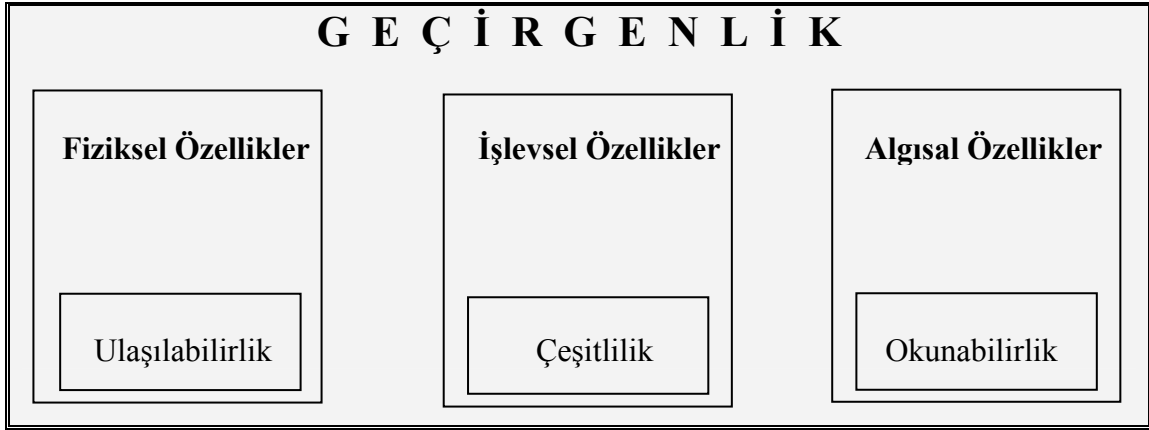 G E Ç İ R G E N L İ K
Fiziksel Özellikler
İşlevsel Özellikler
Algısal Özellikler
Ulaşılabilirlik
Çeşitlilik
Okunabilirlik